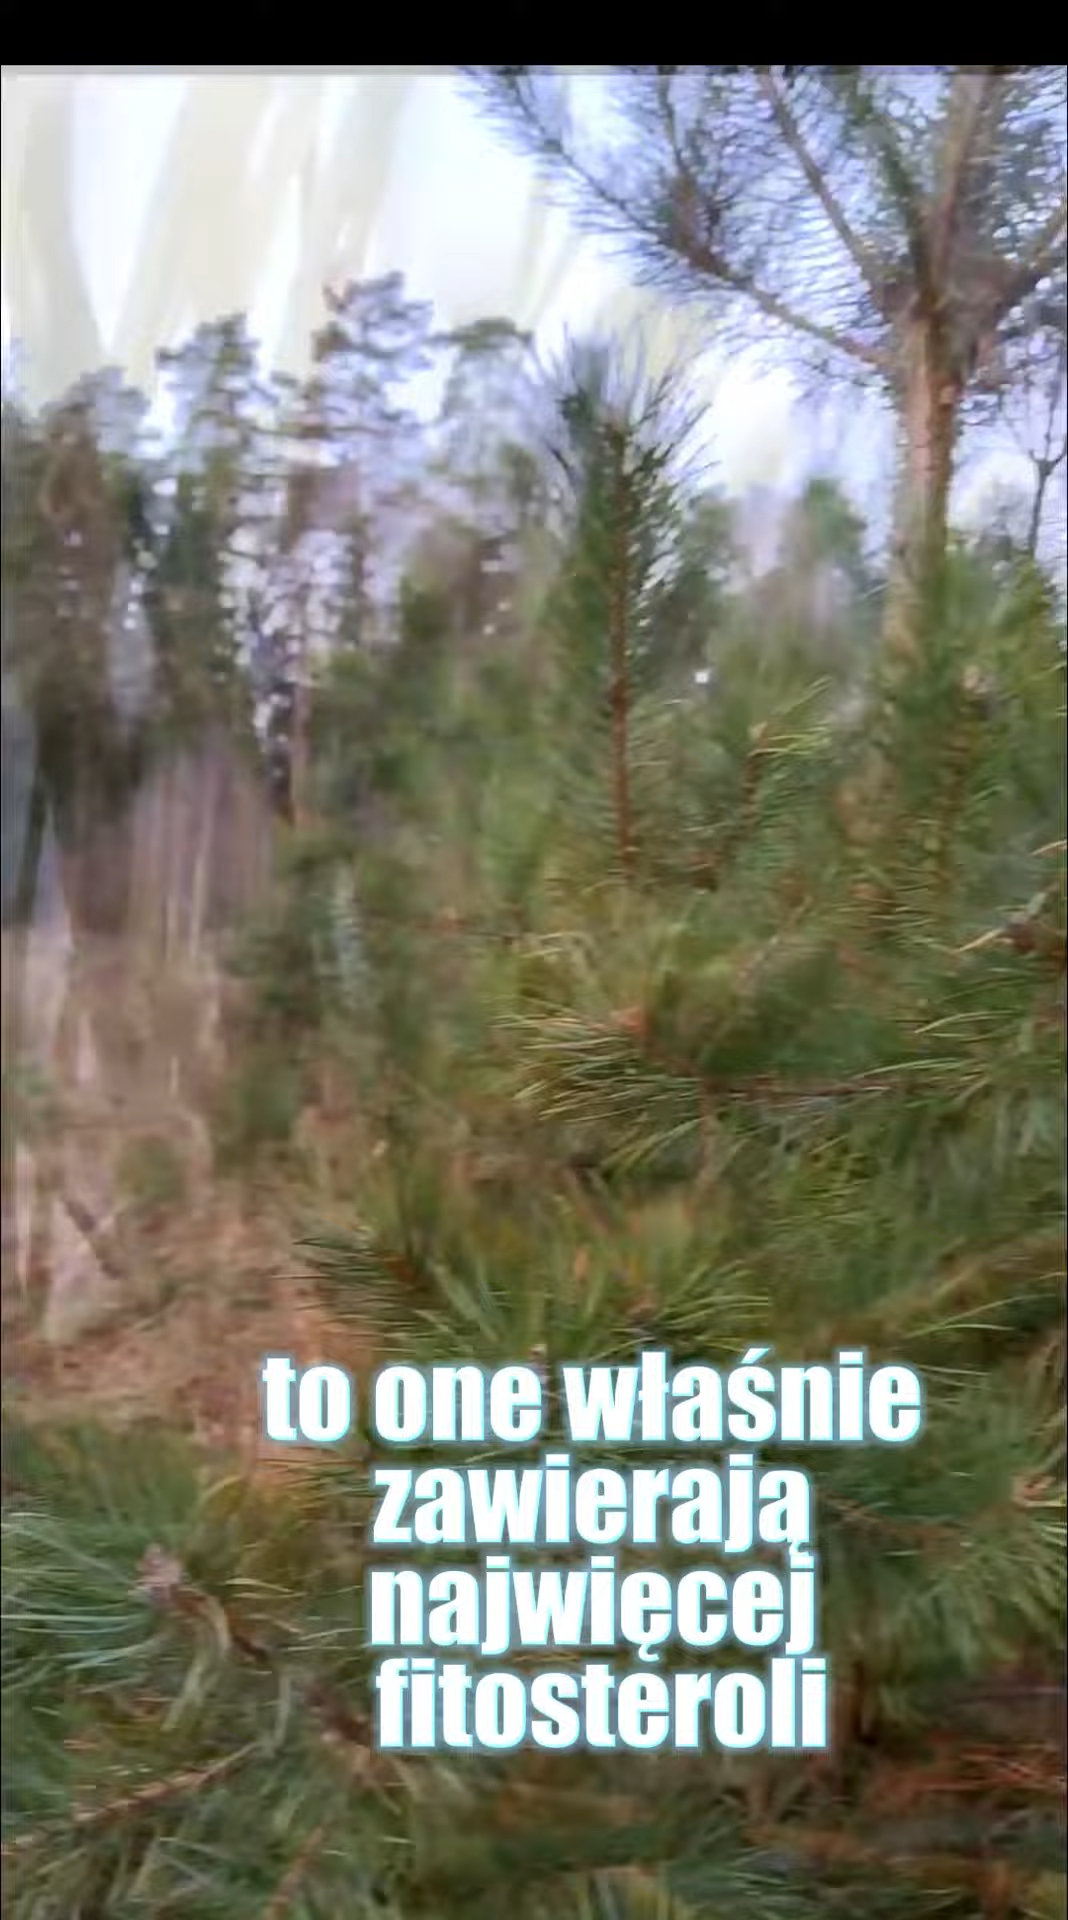 to one właśnie
zawierają
najwięcej
fitosteroli